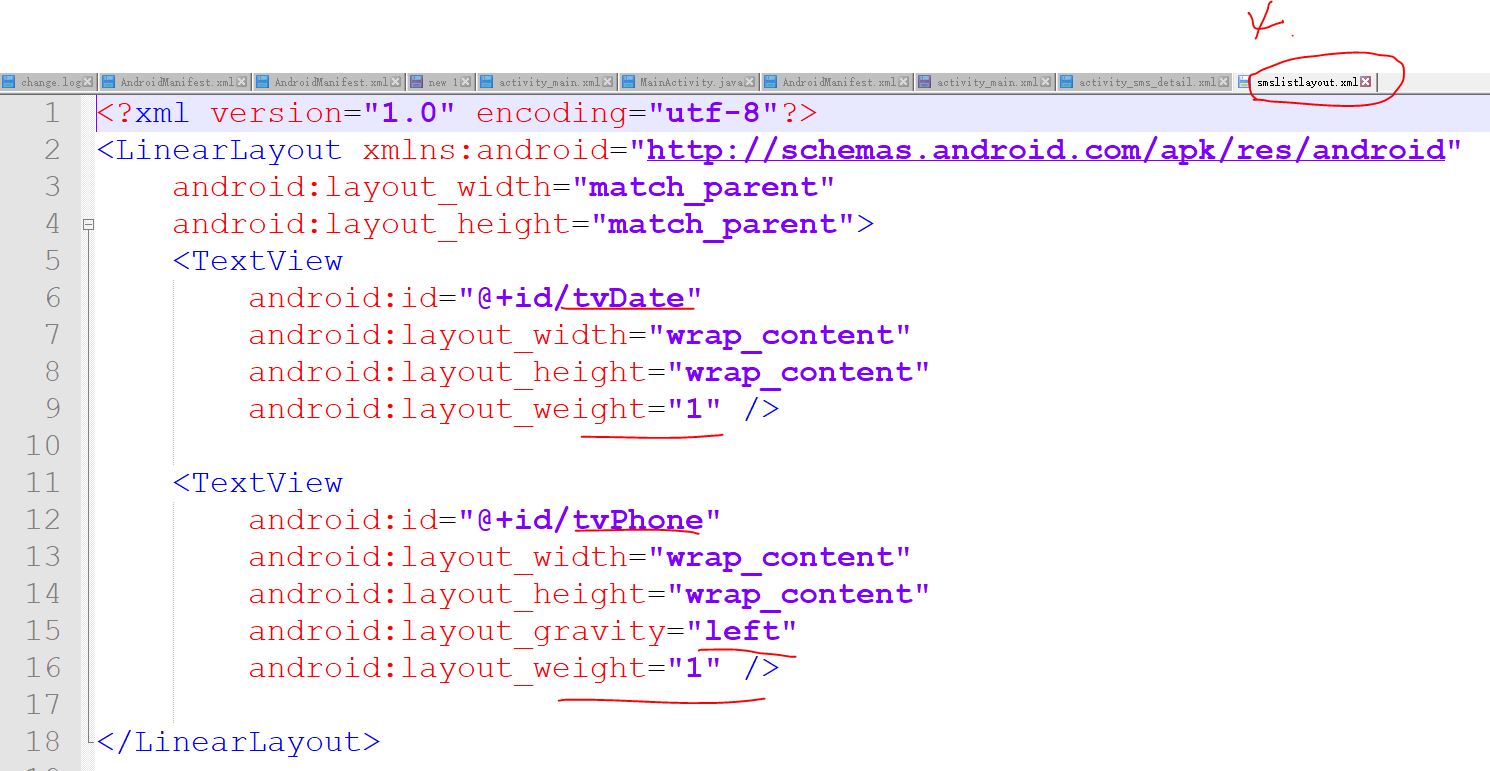 change.log AndroidManifest.xml AndroidManifest.xml new 1 activity_main.xml MainActivity.java AndroidManifest.xml activity_main.xml activity_sms_detail.xml smslistlayout.xml
1 <?xml version="1.0" encoding="utf-8"?>
2 <LinearLayout xmlns:android="http://schemas.android.com/apk/res/android"
3 android:layout_width="match_parent"
4 android:layout_height="match_parent">
5 <TextView
6 android:id="@+id/tvDate"
7 android:layout_width="wrap_content"
8 android:layout_height="wrap_content"
9 android:layout_weight="1" />
10
11 <TextView
12 android:id="@+id/tvPhone"
13 android:layout_width="wrap_content"
14 android:layout_height="wrap_content"
15 android:layout_gravity="left"
16 android:layout_weight="1" />
17
18 </LinearLayout>